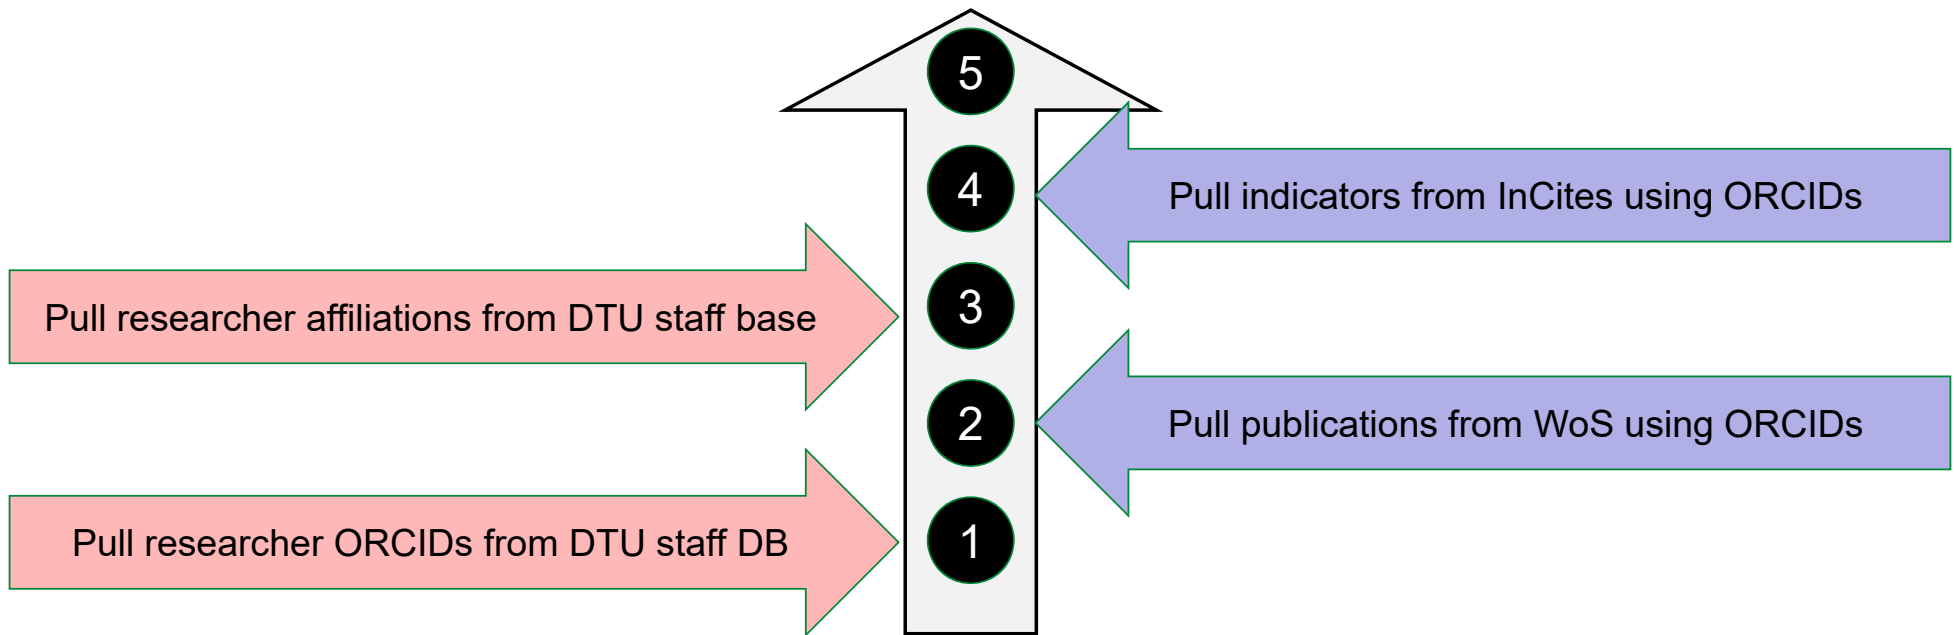 5
4
Pull indicators from InCites using ORCIDs
Pull researcher affiliations from DTU staff base
3
2
Pull publications from WoS using ORCIDs
Pull researcher ORCIDs from DTU staff DB
1